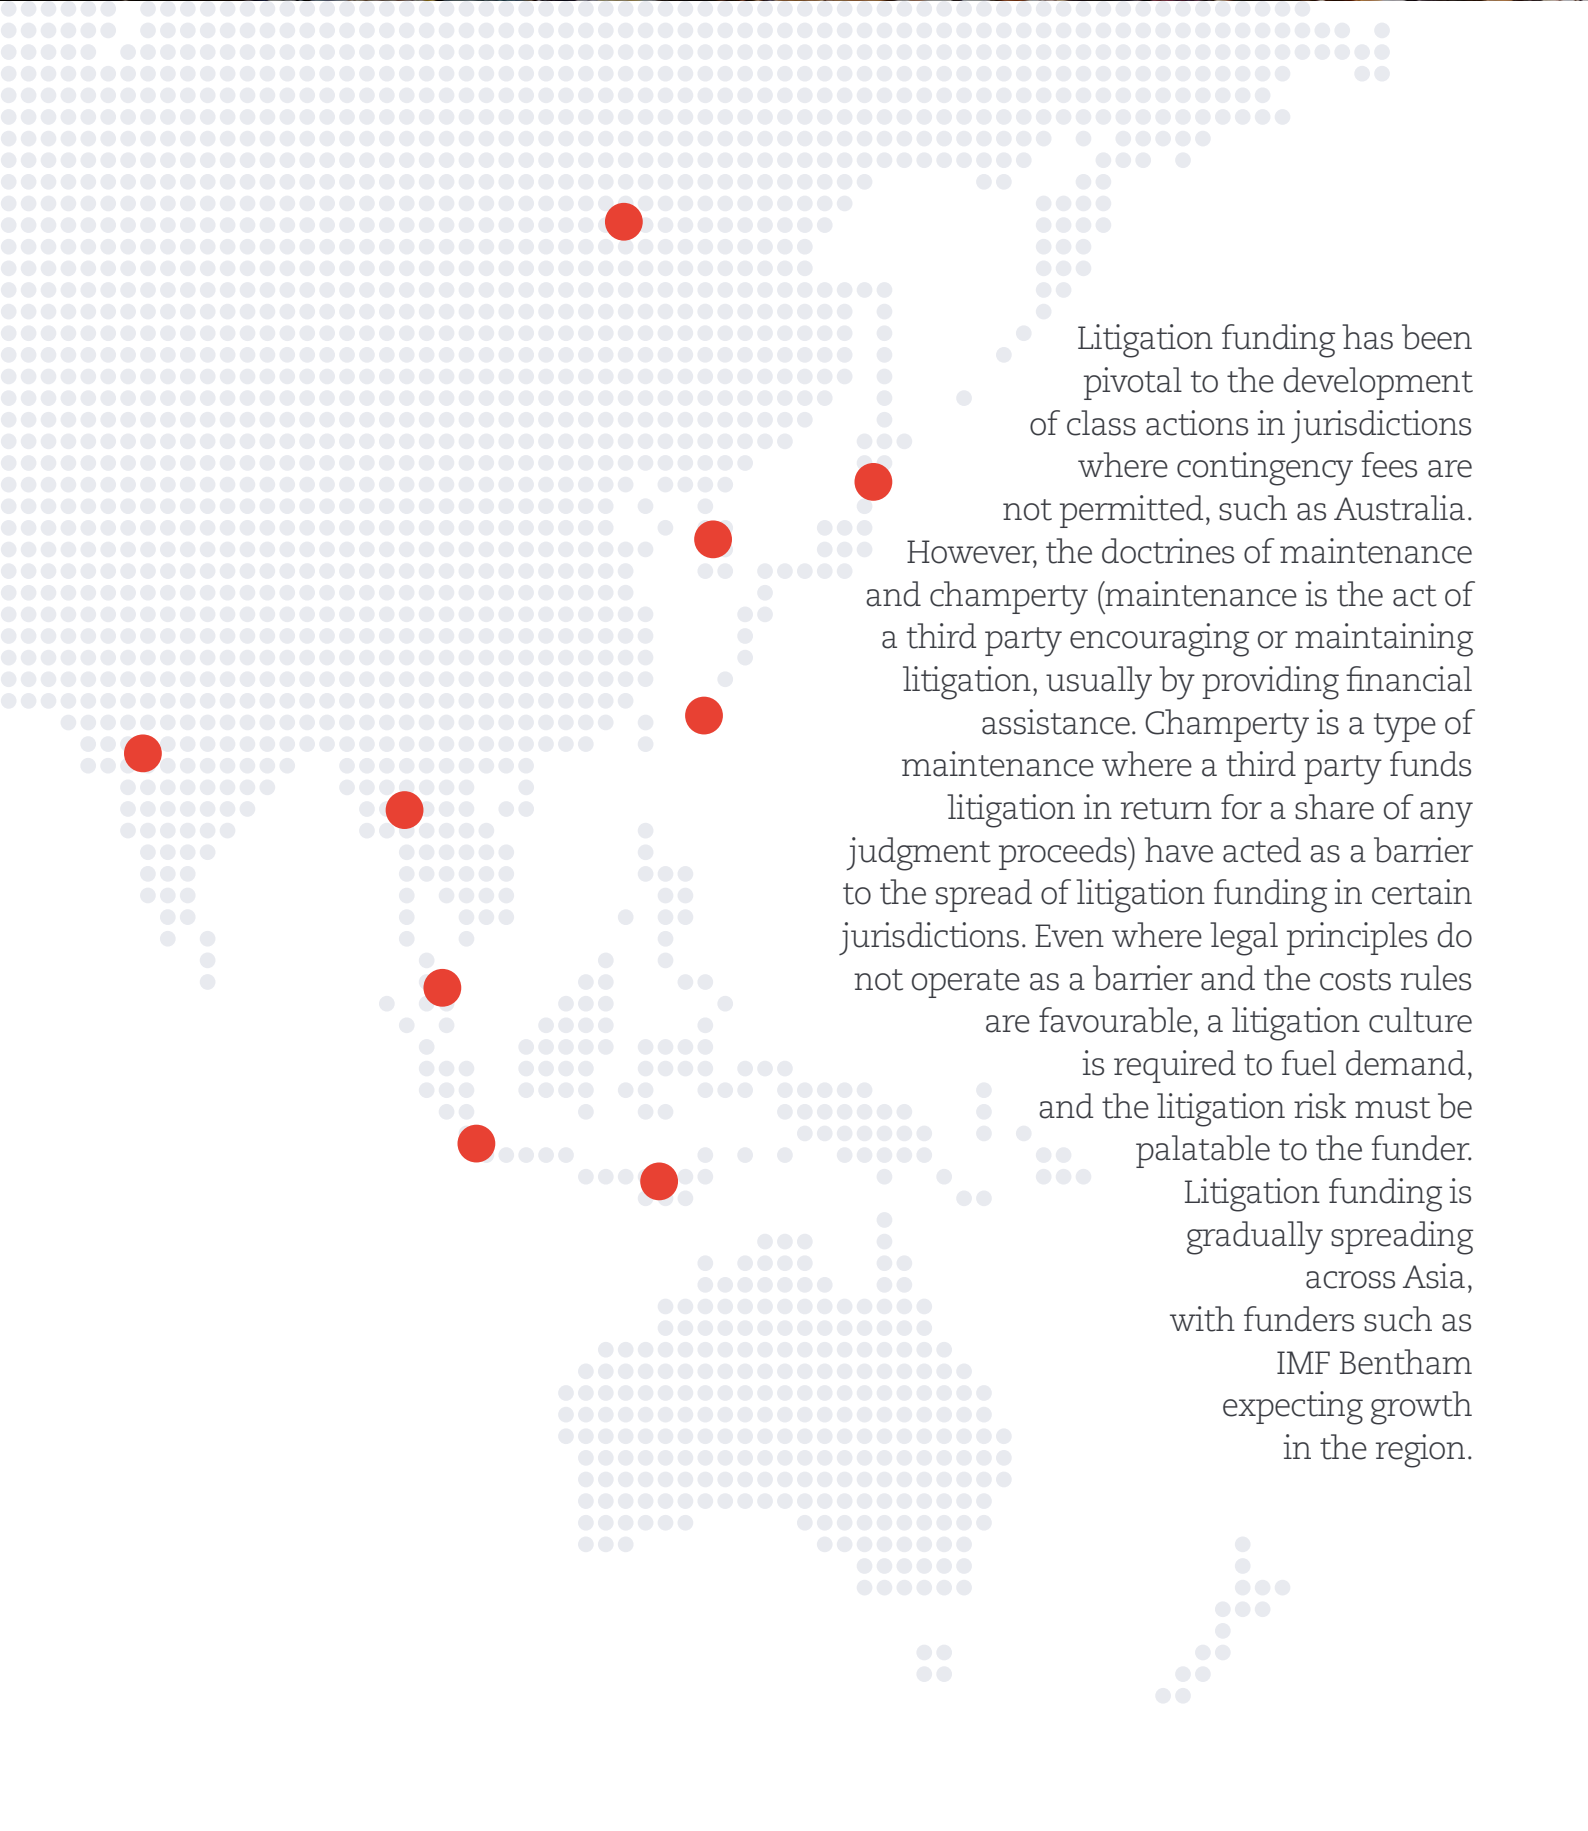 Litigation funding has been
pivotal to the development
of class actions in jurisdictions
where contingency fees are
not permitted, such as Australia.
However, the doctrines of maintenance
and champerty (maintenance is the act of
a third party encouraging or maintaining
litigation, usually by providing financial
assistance. Champerty is a type of
maintenance where a third party funds
litigation in return for a share of any
judgment proceeds) have acted as a barrier
to the spread of litigation funding in certain
jurisdictions. Even where legal principles do
not operate as a barrier and the costs rules
are favourable, a litigation culture
is required to fuel demand,
and the litigation risk must be
palatable to the funder.
Litigation funding is
gradually spreading
across Asia,
with funders such as
IMF Bentham
expecting growth
in the region.